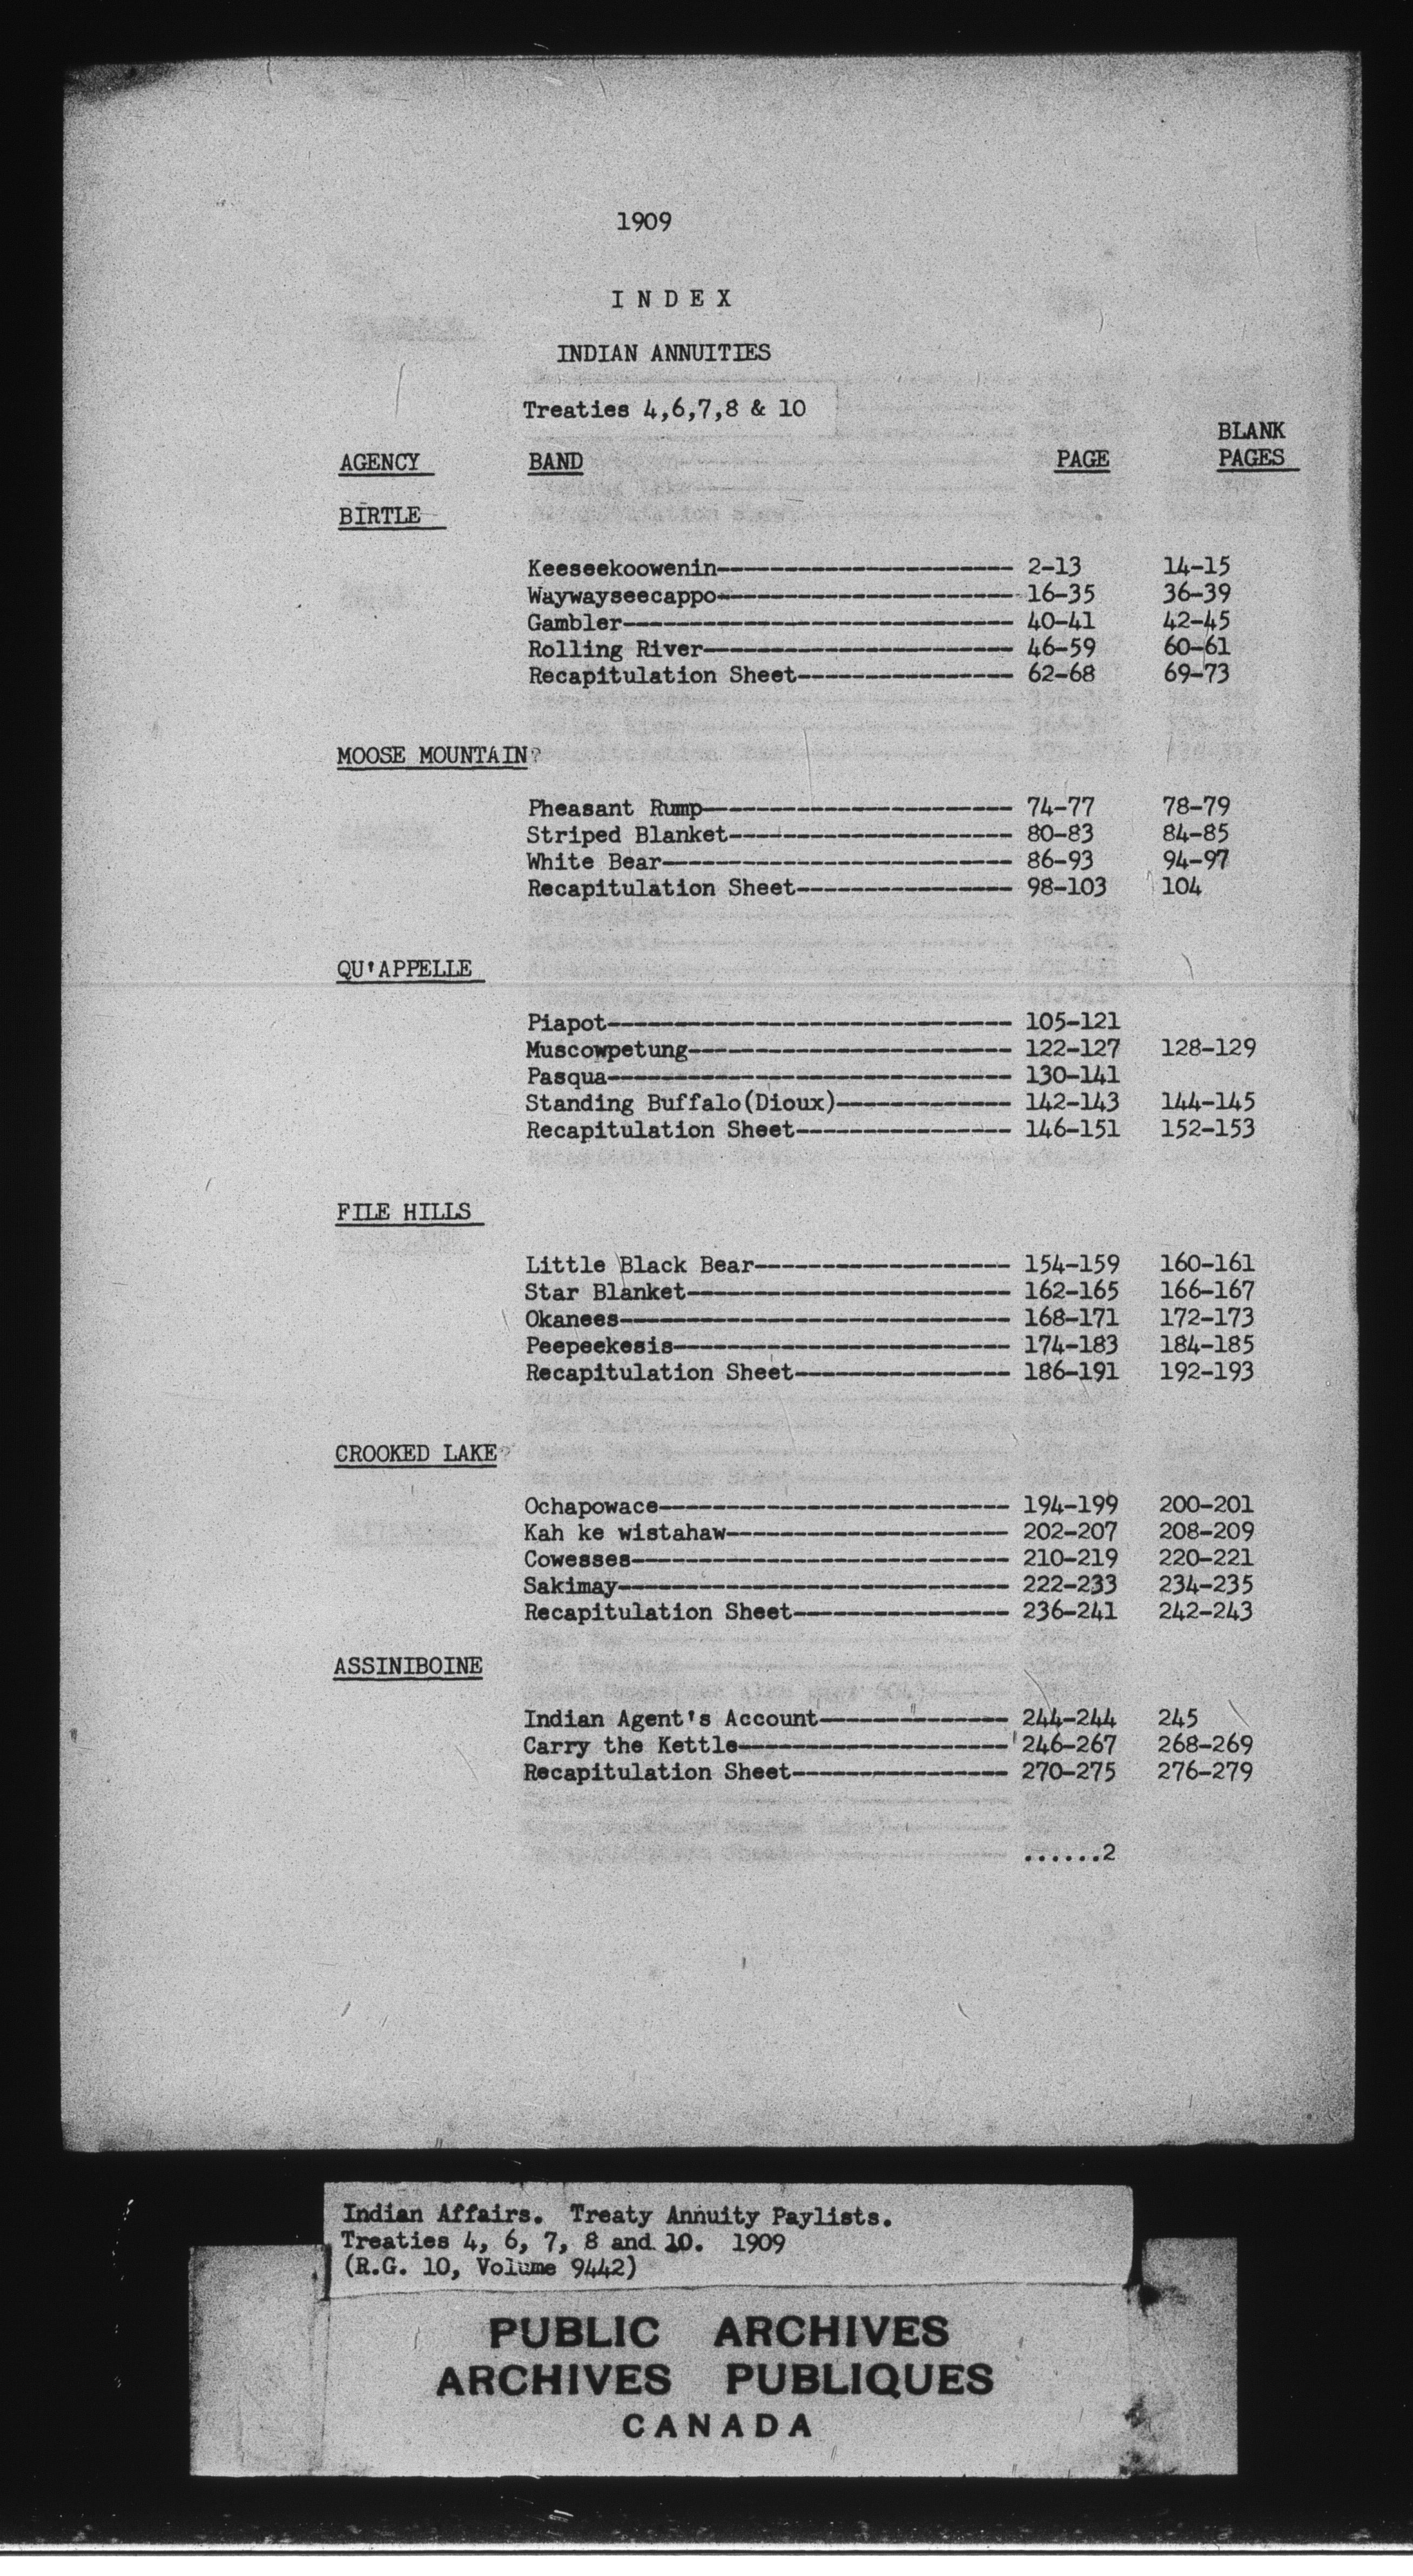 1909
INDEX
INDIAN ANNUITIES
Treaties 4,6,7,8 & 10
BLANK
AGENCY BAND PAGE PAGES
BIRTLE
Keeseekoowenin---------------------- 2-13 14-15
Waywayseecappo---------------------- 16-35 36-39
Gambler----------------------------- 40-41 42-45
Rolling River----------------------- 46-59 60-61
Recapitulation Sheet---------------- 62-68 69-73
MOOSE MOUNTAIN?
Pheasant Rump----------------------- 74-77 78-79
Striped Blanket--------------------- 80-83 84-85
White Bear-------------------------- 86-93 94-97
Recapitulation Sheet---------------- 98-103 104
QU'APPELLE
Piapot------------------------------ 105-121
Muscowpetung------------------------ 122-127 128-129
Pasqua------------------------------ 130-141
Standing Buffalo(Dioux)------------- 142-143 144-145
Recapitulation Sheet---------------- 146-151 152-153
FILE HILLS
Little Black Bear------------------- 154-159 160-161
Star Blanket------------------------ 162-165 166-167
Okanees----------------------------- 168-171 172-173
Peepeekesis------------------------- 174-183 184-185
Recapitulation Sheet---------------- 186-191 192-193
CROOKED LAKE?
Ochapowace-------------------------- 194-199 200-201
Kah ke wistahaw--------------------- 202-207 208-209
Cowesses---------------------------- 210-219 220-221
Sakimay----------------------------- 222-233 234-235
Recapitulation Sheet---------------- 236-241 242-243
ASSINIBOINE
Indian Agent's Account-------------- 244-244 245
Carry the Kettle-------------------- 246-267 268-269
Recapitulation Sheet---------------- 270-275 276-279
......2
Indian Affairs. Treaty Annuity Paylists.
Treaties 4, 6, 7, 8 and 10. 1909
(R.G. 10, Volume 9442)
PUBLIC ARCHIVES
ARCHIVES PUBLIQUES
CANADA